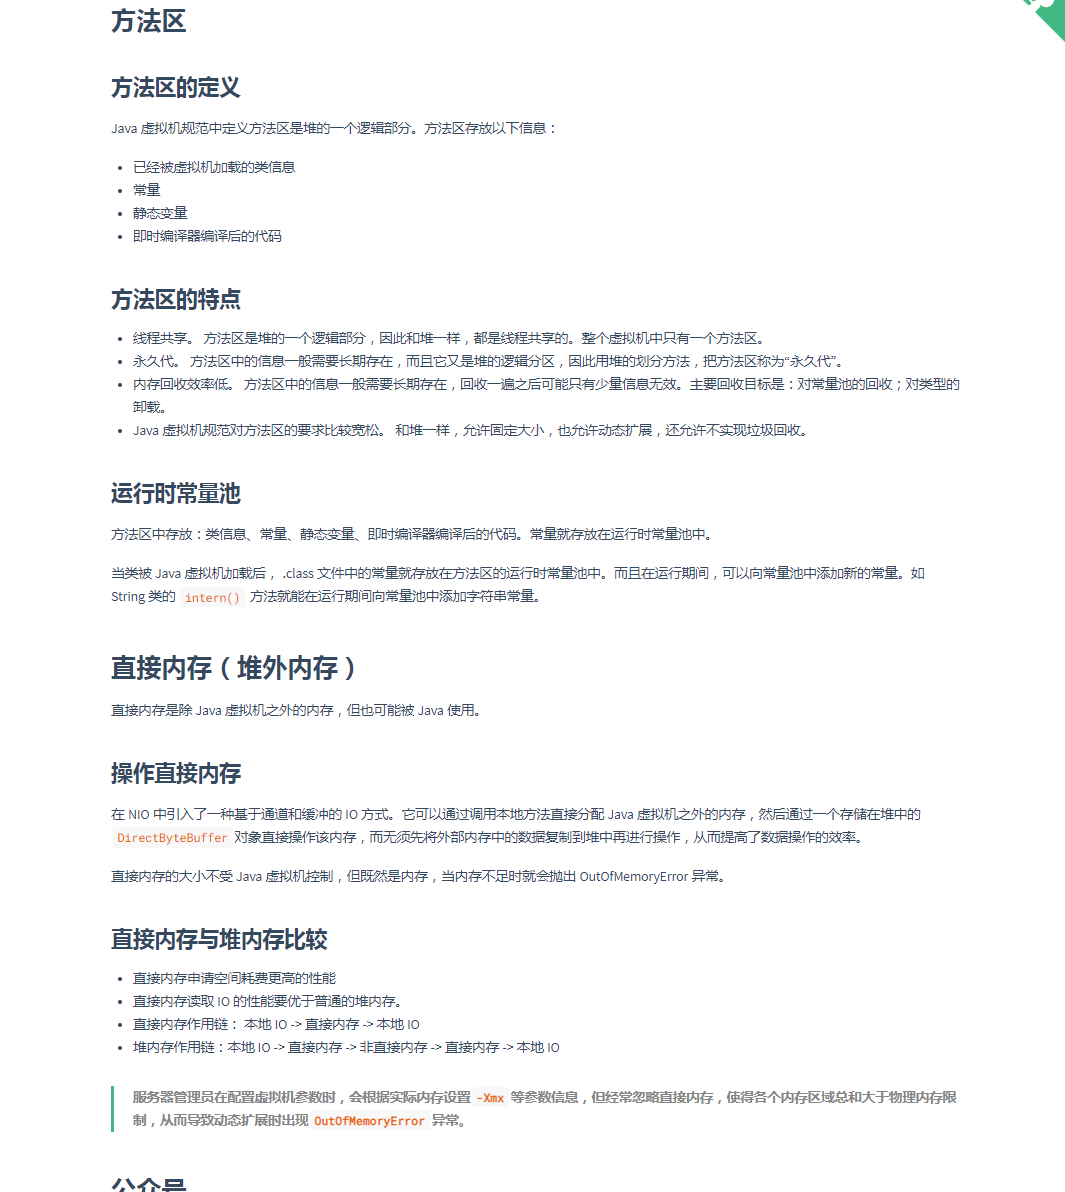 方法区
方法区的定义
Java 虚拟机规范中定义方法区是堆的一个逻辑部分。方法区存放以下信息：
已经被虚拟机加载的类信息
常量
静态变量
即时编译器编译后的代码
方法区的特点
线程共享。 方法区是堆的一个逻辑部分，因此和堆一样，都是线程共享的。整个虚拟机中只有一个方法区。
永久代。 方法区中的信息一般需要长期存在，而且它又是堆的逻辑分区，因此用堆的划分方法，把方法区称为“永久代”。
内存回收效率低。 方法区中的信息一般需要长期存在，回收一遍之后可能只有少量信息无效。主要回收目标是：对常量池的回收；对类型的
卸载。
Java 虚拟机规范对方法区的要求比较宽松。 和堆一样，允许固定大小，也允许动态扩展，还允许不实现垃圾回收。
运行时常量池
方法区中存放：类信息、常量、静态变量、即时编译器编译后的代码。常量就存放在运行时常量池中。
当类被 Java 虚拟机加载后， .class 文件中的常量就存放在方法区的运行时常量池中。而且在运行期间，可以向常量池中添加新的常量。如
String 类的 intern() 方法就能在运行期间向常量池中添加字符串常量。
直接内存（堆外内存）
直接内存是除 Java 虚拟机之外的内存，但也可能被 Java 使用。
操作直接内存
在 NIO 中引入了一种基于通道和缓冲的 IO 方式。它可以通过调用本地方法直接分配 Java 虚拟机之外的内存，然后通过一个存储在堆中的
DirectByteBuffer 对象直接操作该内存，而无须先将外部内存中的数据复制到堆中再进行操作，从而提高了数据操作的效率。
直接内存的大小不受 Java 虚拟机控制，但既然是内存，当内存不足时就会抛出 OutOfMemoryError 异常。
直接内存与堆内存比较
直接内存申请空间耗费更高的性能
直接内存读取 IO 的性能要优于普通的堆内存。
直接内存作用链： 本地 IO -> 直接内存 -> 本地 IO
堆内存作用链：本地 IO -> 直接内存 -> 非直接内存 -> 直接内存 -> 本地 IO
服务器管理员在配置虚拟机参数时，会根据实际内存设置 -Xmx 等参数信息，但经常忽略直接内存，使得各个内存区域总和大于物理内存限
制，从而导致动态扩展时出现 OutOfMemoryError 异常。
公众号